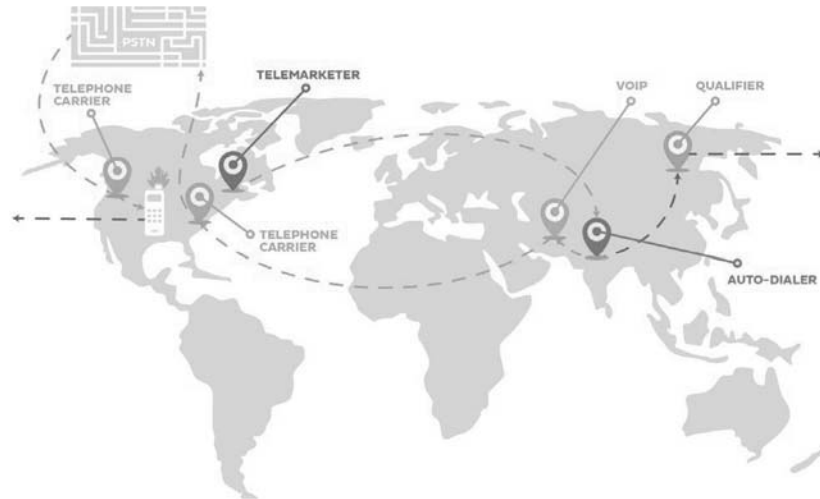 PSTN
TELEMARKETER
TELEPHONE
CARRIER
VOIP
QUALIFIER
TELEPHONE
CARRIER
AUTO-DIALER